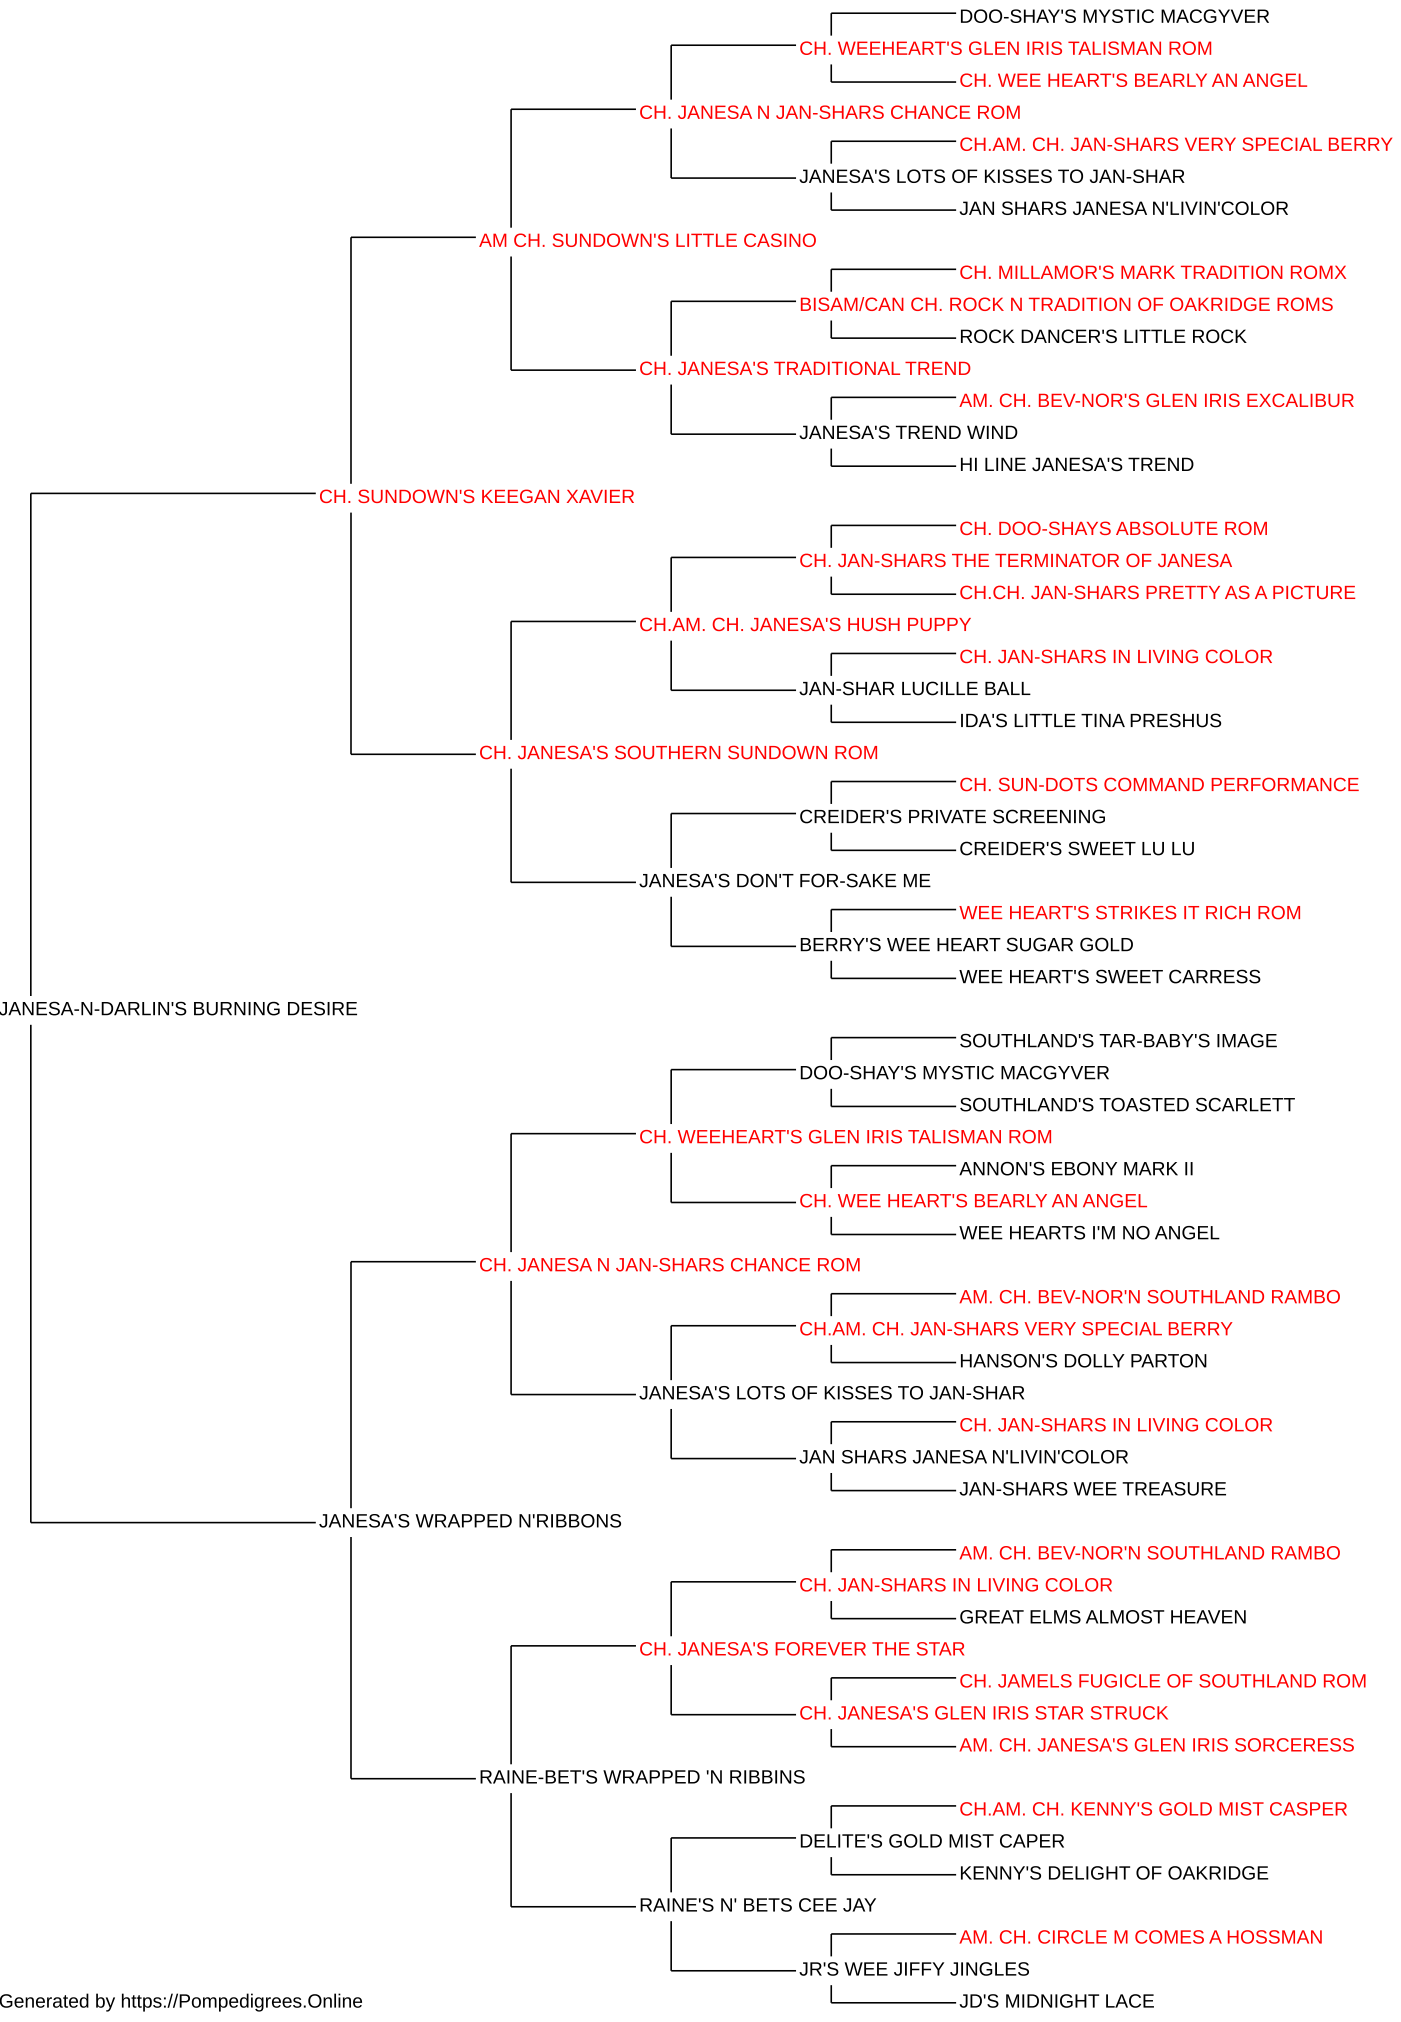 DOO-SHAY'S MYSTIC MACGYVER
CH. WEEHEART'S GLEN IRIS TALISMAN ROM
CH. WEE HEART'S BEARLY AN ANGEL
CH. JANESA N JAN-SHARS CHANCE ROM
CH.AM. CH. JAN-SHARS VERY SPECIAL BERRY
JANESA'S LOTS OF KISSES TO JAN-SHAR
JAN SHARS JANESA N'LIVIN'COLOR
AM CH. SUNDOWN'S LITTLE CASINO
CH. MILLAMOR'S MARK TRADITION ROMX
BISAM/CAN CH. ROCK N TRADITION OF OAKRIDGE ROMS
ROCK DANCER'S LITTLE ROCK
CH. JANESA'S TRADITIONAL TREND
AM. CH. BEV-NOR'S GLEN IRIS EXCALIBUR
JANESA'S TREND WIND
HI LINE JANESA'S TREND
CH. SUNDOWN'S KEEGAN XAVIER
CH. DOO-SHAYS ABSOLUTE ROM
CH. JAN-SHARS THE TERMINATOR OF JANESA
CH.CH. JAN-SHARS PRETTY AS A PICTURE
CH.AM. CH. JANESA'S HUSH PUPPY
CH. JAN-SHARS IN LIVING COLOR
JAN-SHAR LUCILLE BALL
IDA'S LITTLE TINA PRESHUS
CH. JANESA'S SOUTHERN SUNDOWN ROM
CH. SUN-DOTS COMMAND PERFORMANCE
CREIDER'S PRIVATE SCREENING
CREIDER'S SWEET LU LU
JANESA'S DON'T FOR-SAKE ME
WEE HEART'S STRIKES IT RICH ROM
BERRY'S WEE HEART SUGAR GOLD
WEE HEART'S SWEET CARRESS
JANESA-N-DARLIN'S BURNING DESIRE
SOUTHLAND'S TAR-BABY'S IMAGE
DOO-SHAY'S MYSTIC MACGYVER
SOUTHLAND'S TOASTED SCARLETT
CH. WEEHEART'S GLEN IRIS TALISMAN ROM
ANNON'S EBONY MARK II
CH. WEE HEART'S BEARLY AN ANGEL
WEE HEARTS I'M NO ANGEL
CH. JANESA N JAN-SHARS CHANCE ROM
AM. CH. BEV-NOR'N SOUTHLAND RAMBO
CH.AM. CH. JAN-SHARS VERY SPECIAL BERRY
HANSON'S DOLLY PARTON
JANESA'S LOTS OF KISSES TO JAN-SHAR
CH. JAN-SHARS IN LIVING COLOR
JAN SHARS JANESA N'LIVIN'COLOR
JAN-SHARS WEE TREASURE
JANESA'S WRAPPED N'RIBBONS
AM. CH. BEV-NOR'N SOUTHLAND RAMBO
CH. JAN-SHARS IN LIVING COLOR
GREAT ELMS ALMOST HEAVEN
CH. JANESA'S FOREVER THE STAR
CH. JAMELS FUGICLE OF SOUTHLAND ROM
CH. JANESA'S GLEN IRIS STAR STRUCK
AM. CH. JANESA'S GLEN IRIS SORCERESS
RAINE-BET'S WRAPPED 'N RIBBINS
CH.AM. CH. KENNY'S GOLD MIST CASPER
DELITE'S GOLD MIST CAPER
KENNY'S DELIGHT OF OAKRIDGE
RAINE'S N' BETS CEE JAY
AM. CH. CIRCLE M COMES A HOSSMAN
JR'S WEE JIFFY JINGLES
JD'S MIDNIGHT LACE
Generated by https://Pompedigrees.Online